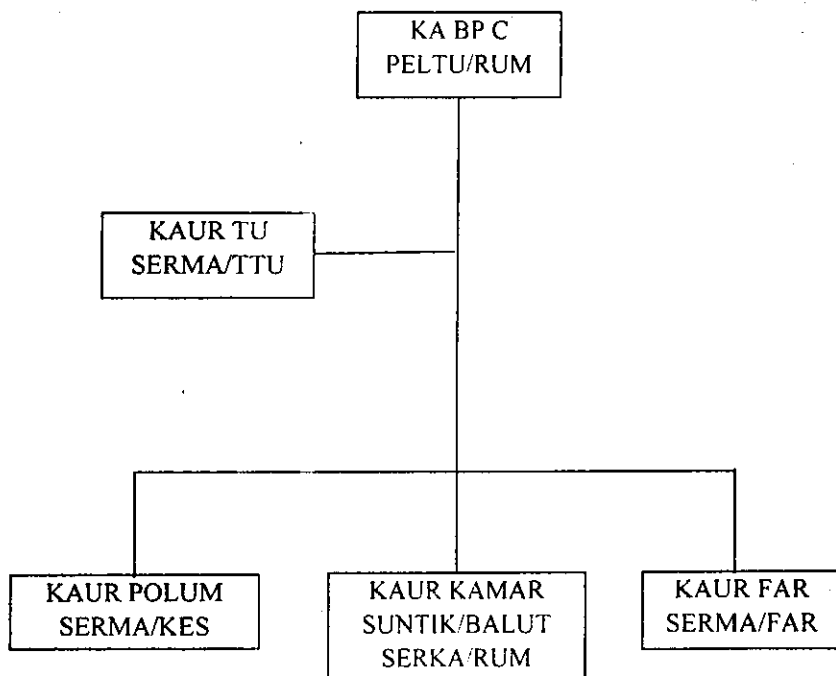 KA BP C
PELTU/RUM
KAUR TU
SERMA/TTU
KAUR POLUM
SERMA/KES
KAUR KAMAR
SUNTIK/BALUT
SERKA/RUM
KAUR FAR
SERMA/FAR